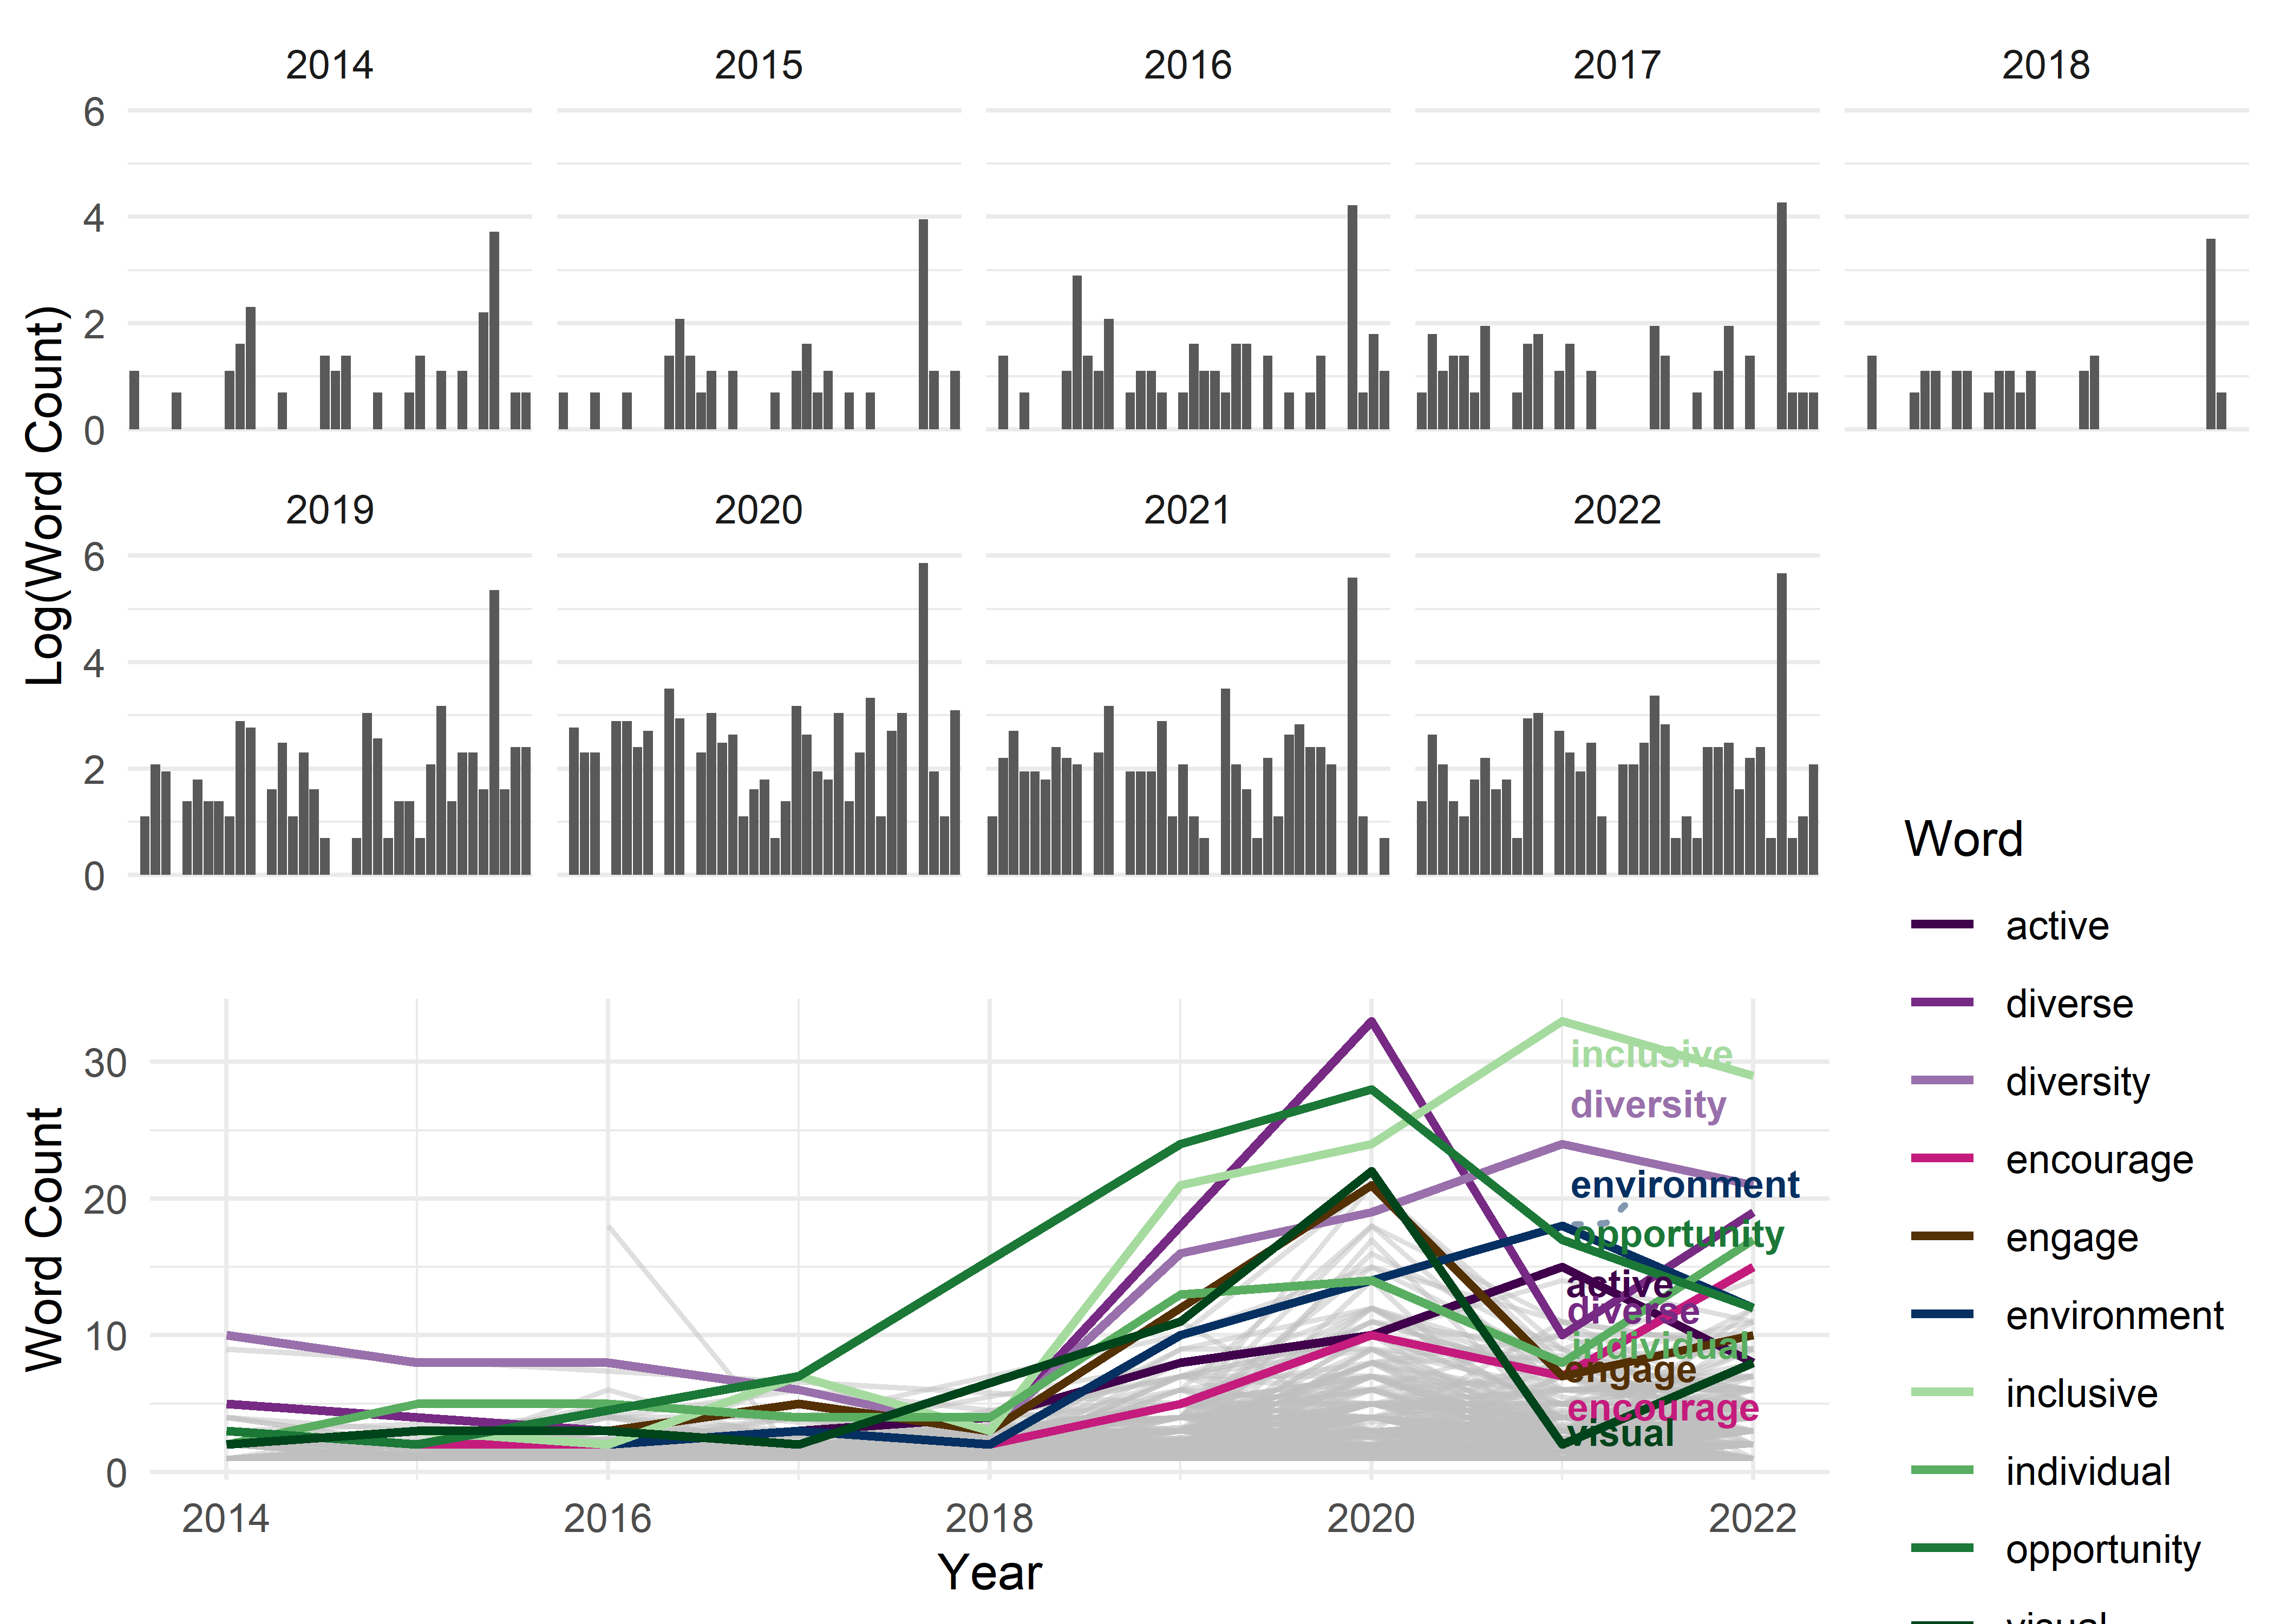 2014 2015 2016 2017 2018
6
4
2
0
2019 2020 2021 2022
6
4
2
0
Log(Word Count)
Word
active
diverse
diversity
encourage
engage
environment
inclusive
individual
opportunity
visual
30
20
10
0
Word Count
inclusive
diversity
environment
opportunity
active
diverse
individual
engage
encourage
visual
2014 2016 2018 2020 2022
Year